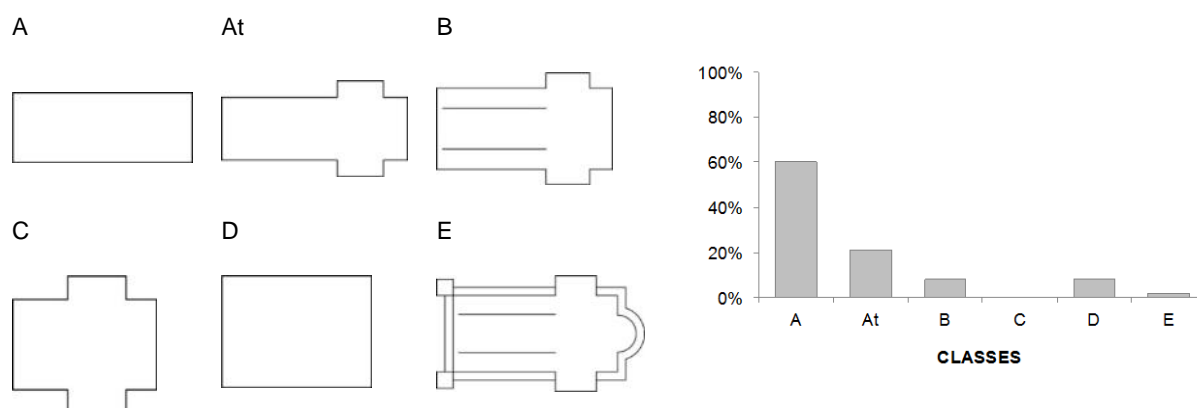 A At B
C D E
100%
80%
60%
40%
20%
0%
A At B C D E
CLASSES